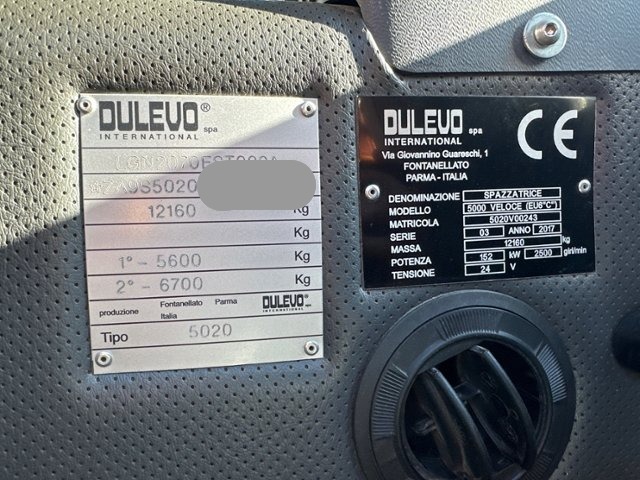 DULEVO® spa
INTERNATIONAL
12160 Kg
Kg
1° - 5600 Kg
2° - 6700 Kg
produzione Fontanellato Parma Italia DULEVO spa INTERNATIONAL
Tipo 5020
DULEVO spa
INTERNATIONAL
Via Giovannino Guareschi, 1
FONTANELLATO
PARMA - ITALIA
CE
DENOMINAZIONE SPAZZATRICE
MODELLO 5000 VELOCE (EU6"C")
MATRICOLA 5020V00243
SERIE 03 ANNO 2017
MASSA 12160 kg
POTENZA 152 kW 2500 giri/min
TENSIONE 24 V